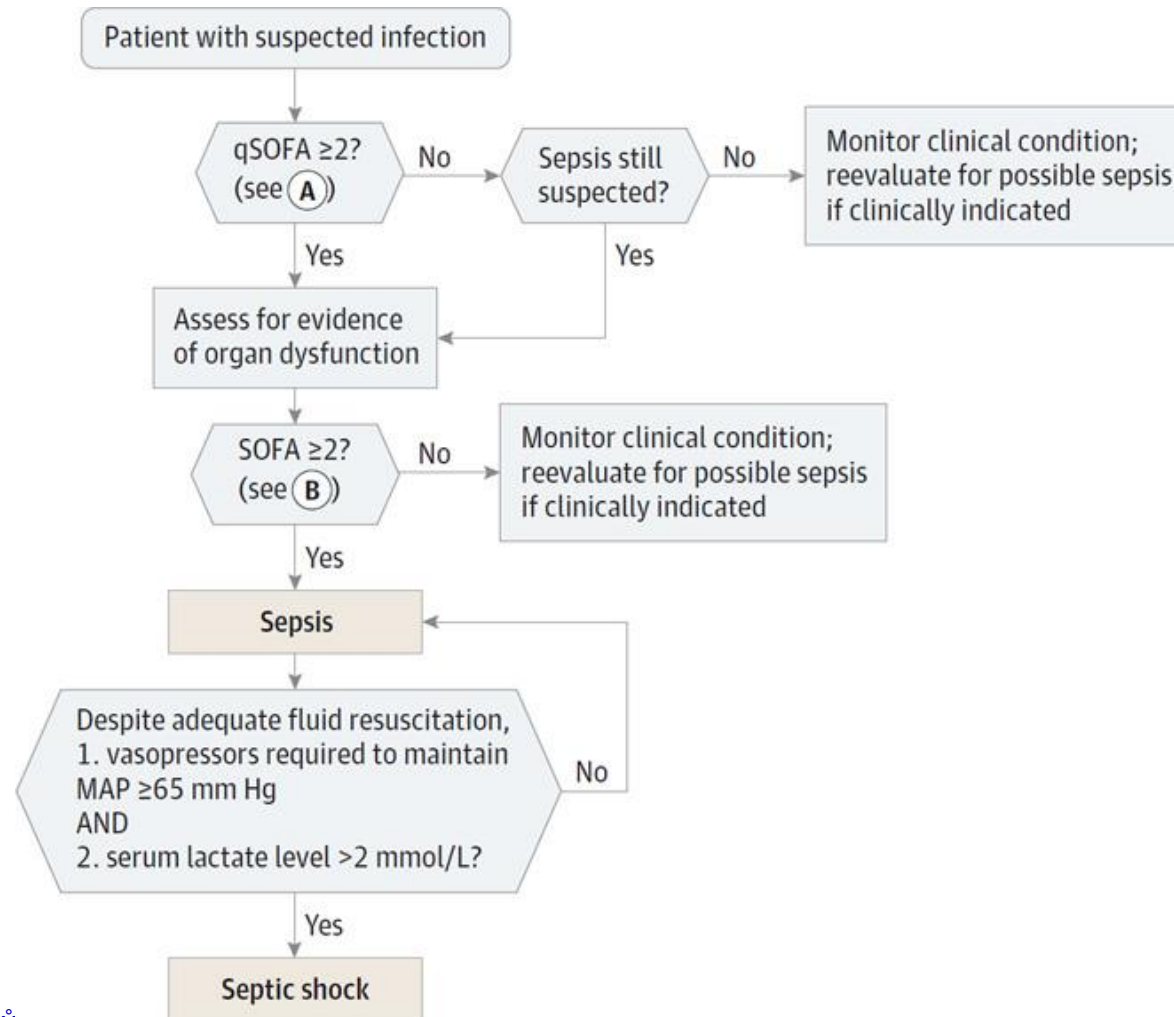 Patient with suspected infection
qSOFA ≥2?
(see A)
No
Sepsis still
suspected?
No
Monitor clinical condition;
reevaluate for possible sepsis
if clinically indicated
Yes
Yes
Assess for evidence
of organ dysfunction
SOFA ≥2?
(see B)
No
Monitor clinical condition;
reevaluate for possible sepsis
if clinically indicated
Yes
Sepsis
Despite adequate fluid resuscitation,
1. vasopressors required to maintain
MAP ≥65 mm Hg
AND
2. serum lactate level >2 mmol/L?
No
Yes
Septic shock